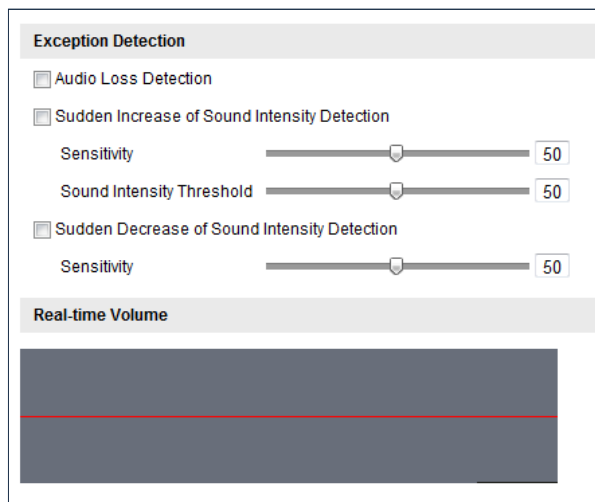 Exception Detection
Audio Loss Detection
Sudden Increase of Sound Intensity Detection
Sensitivity 50
Sound Intensity Threshold 50
Sudden Decrease of Sound Intensity Detection
Sensitivity 50
Real-time Volume